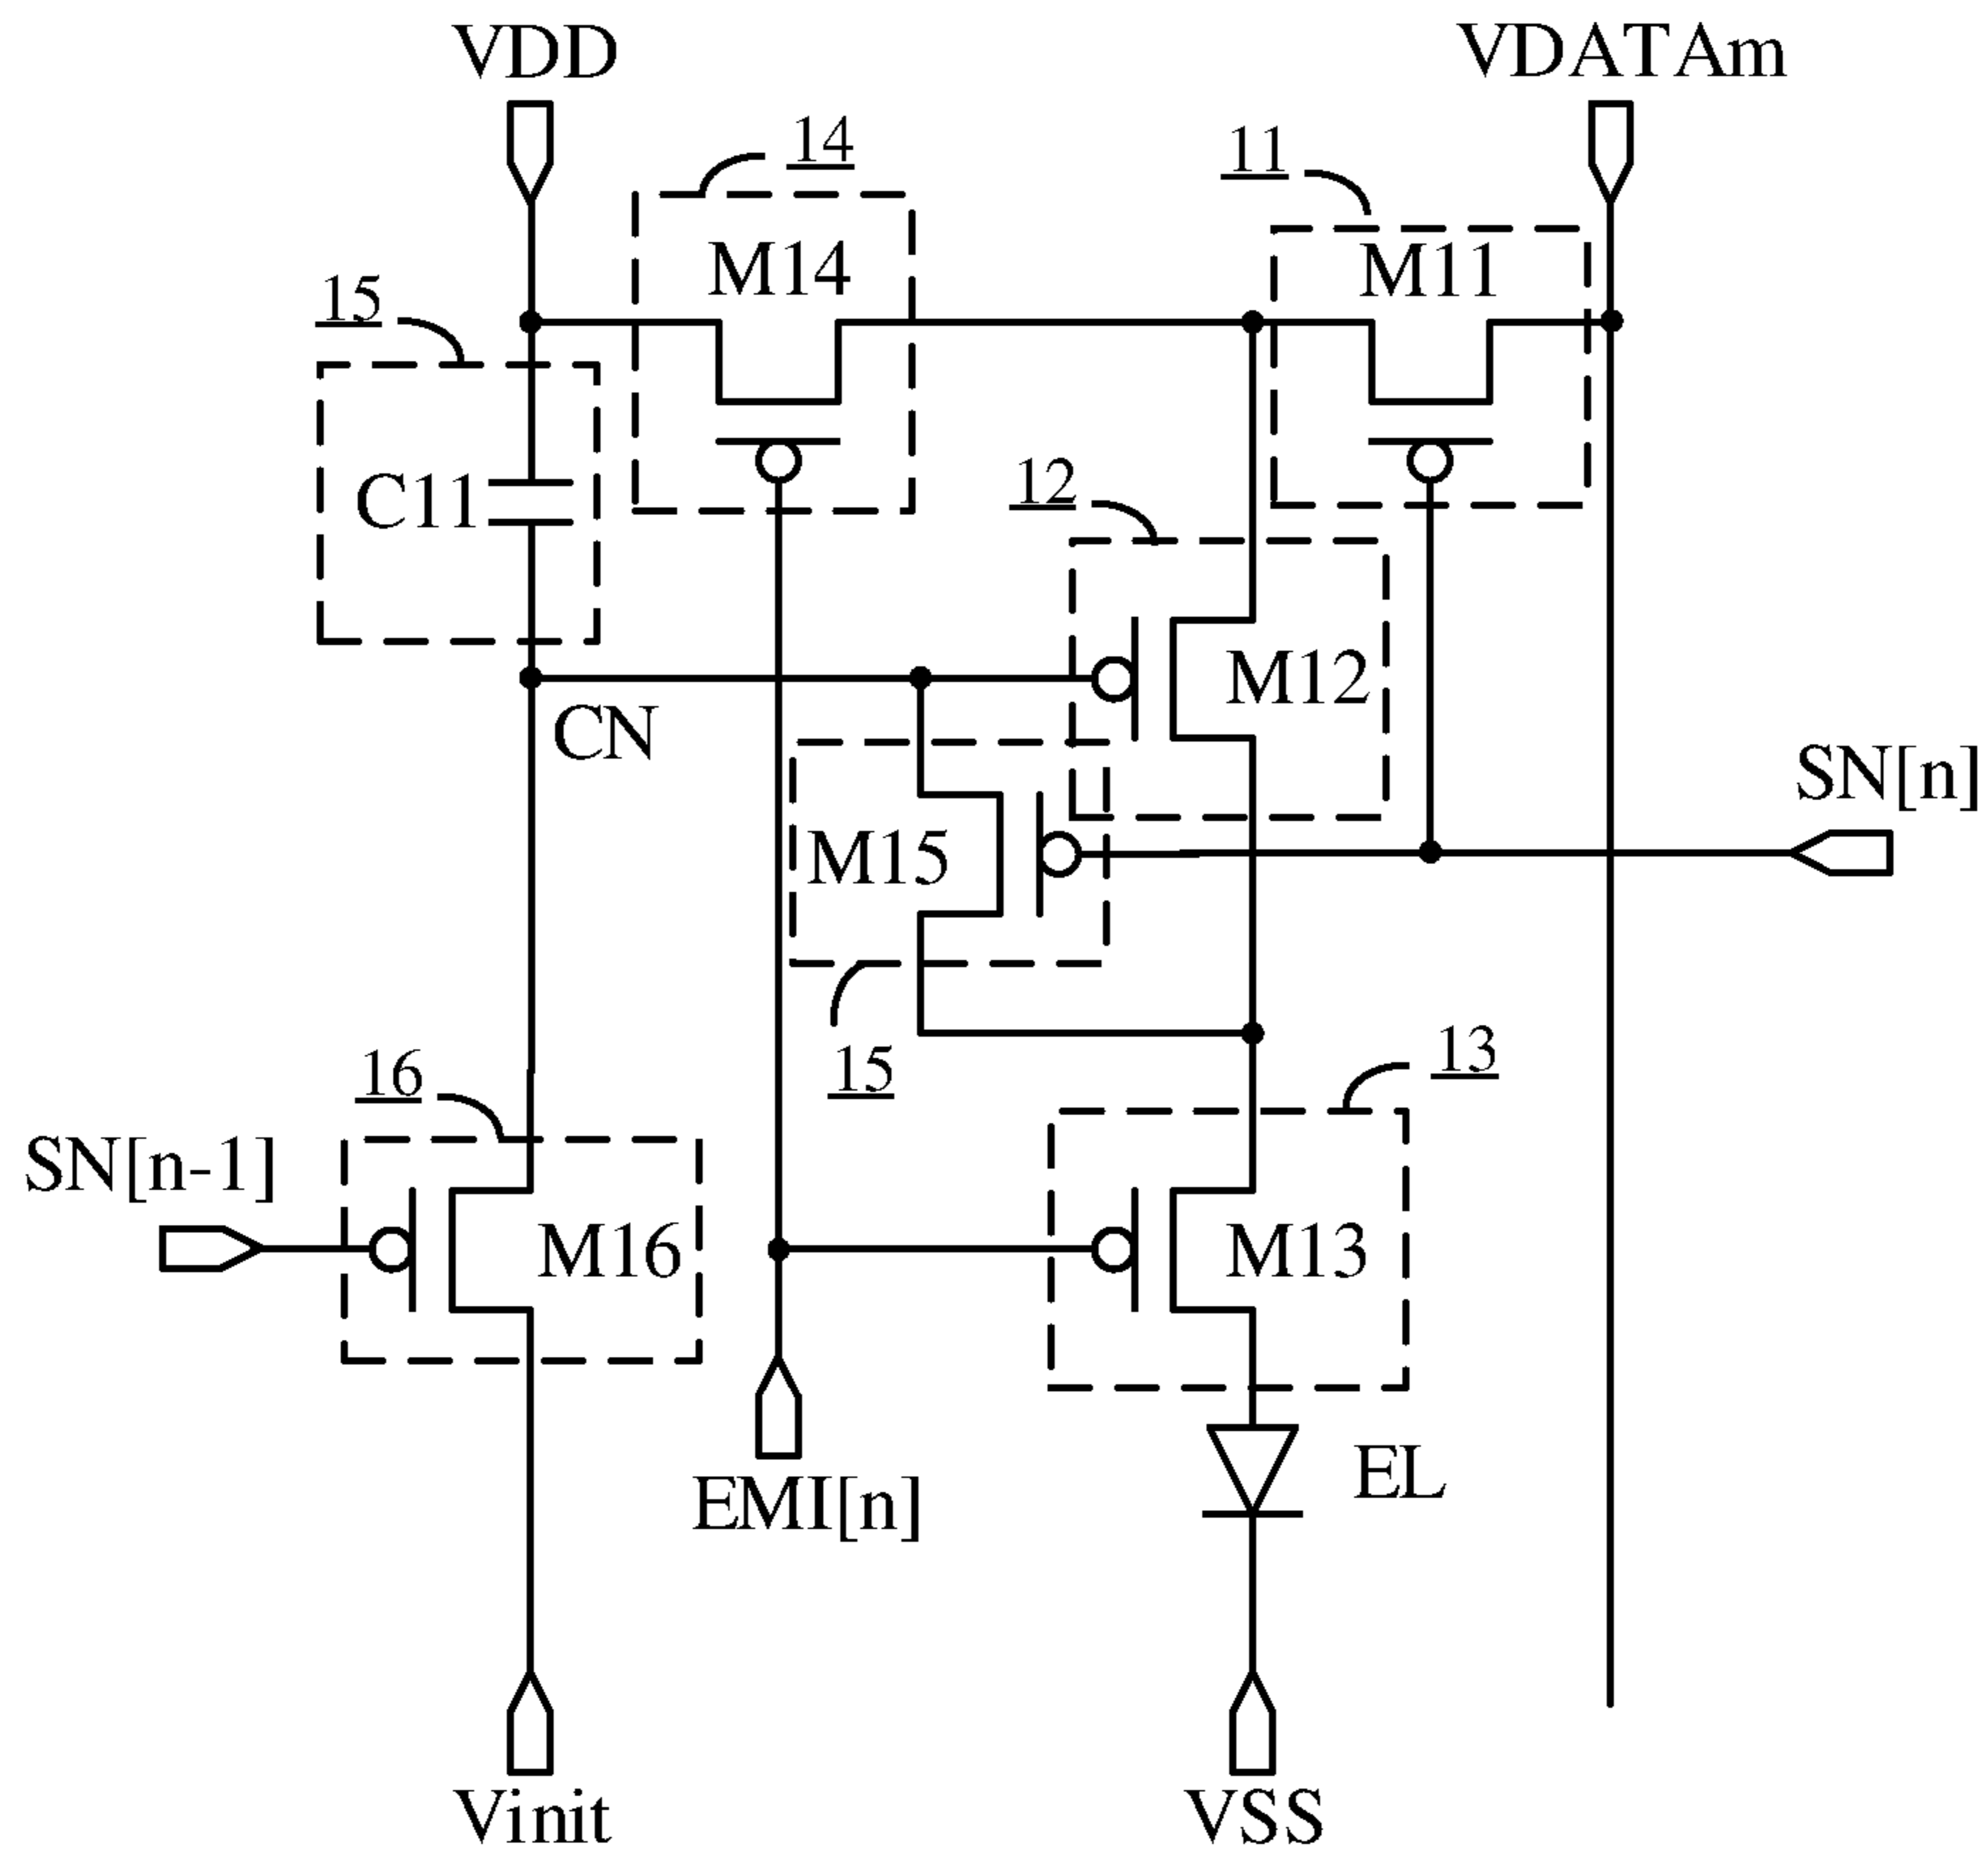 VDD
VDATAm
14
11
M14
M11
15
C11
12
M12
CN
SN[n]
M15
15
13
16
SN[n-1]
M16
M13
EL
EMI[n]
Vinit
VSS